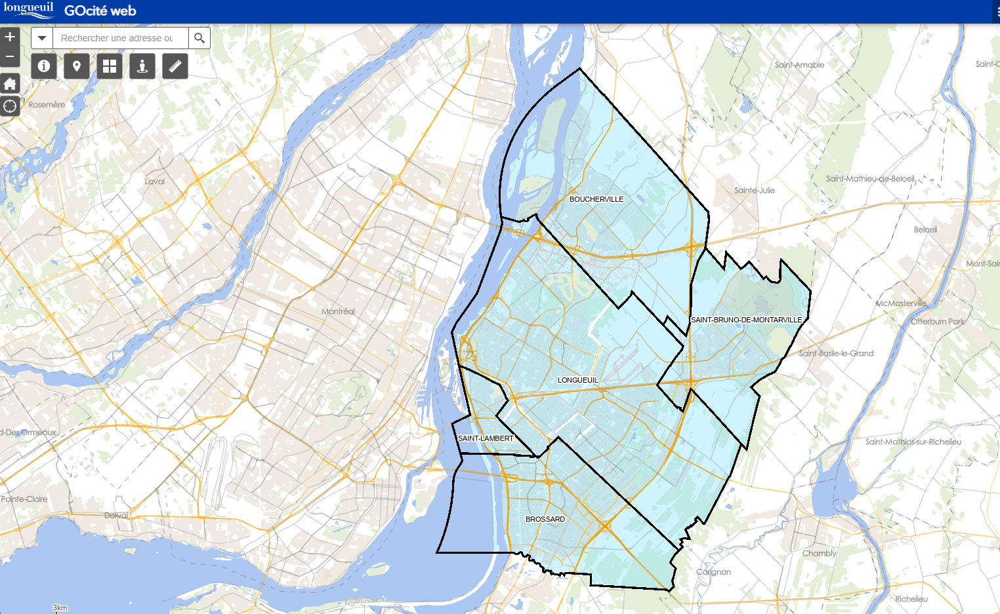 longueuil GOcité web
+
Rechercher une adresse ou
−
Saint-Amable
Rosemère
Laval
Saint-Mathieu-de-Beloeil
Sainte-Julie
BOUCHERVILLE
Beloeil
McMasterville
Montréal
SAINT-BRUNO-DE-MONTARVILLE
Otterburn Park
Saint-Basile-le-Grand
LONGUEUIL
d-Des Ormeaux
SAINT-LAMBERT
Saint-Mathias-sur-Richelieu
Pointe-Claire
Dorval
BROSSARD
Chambly
Carignan
Richelieu
3km